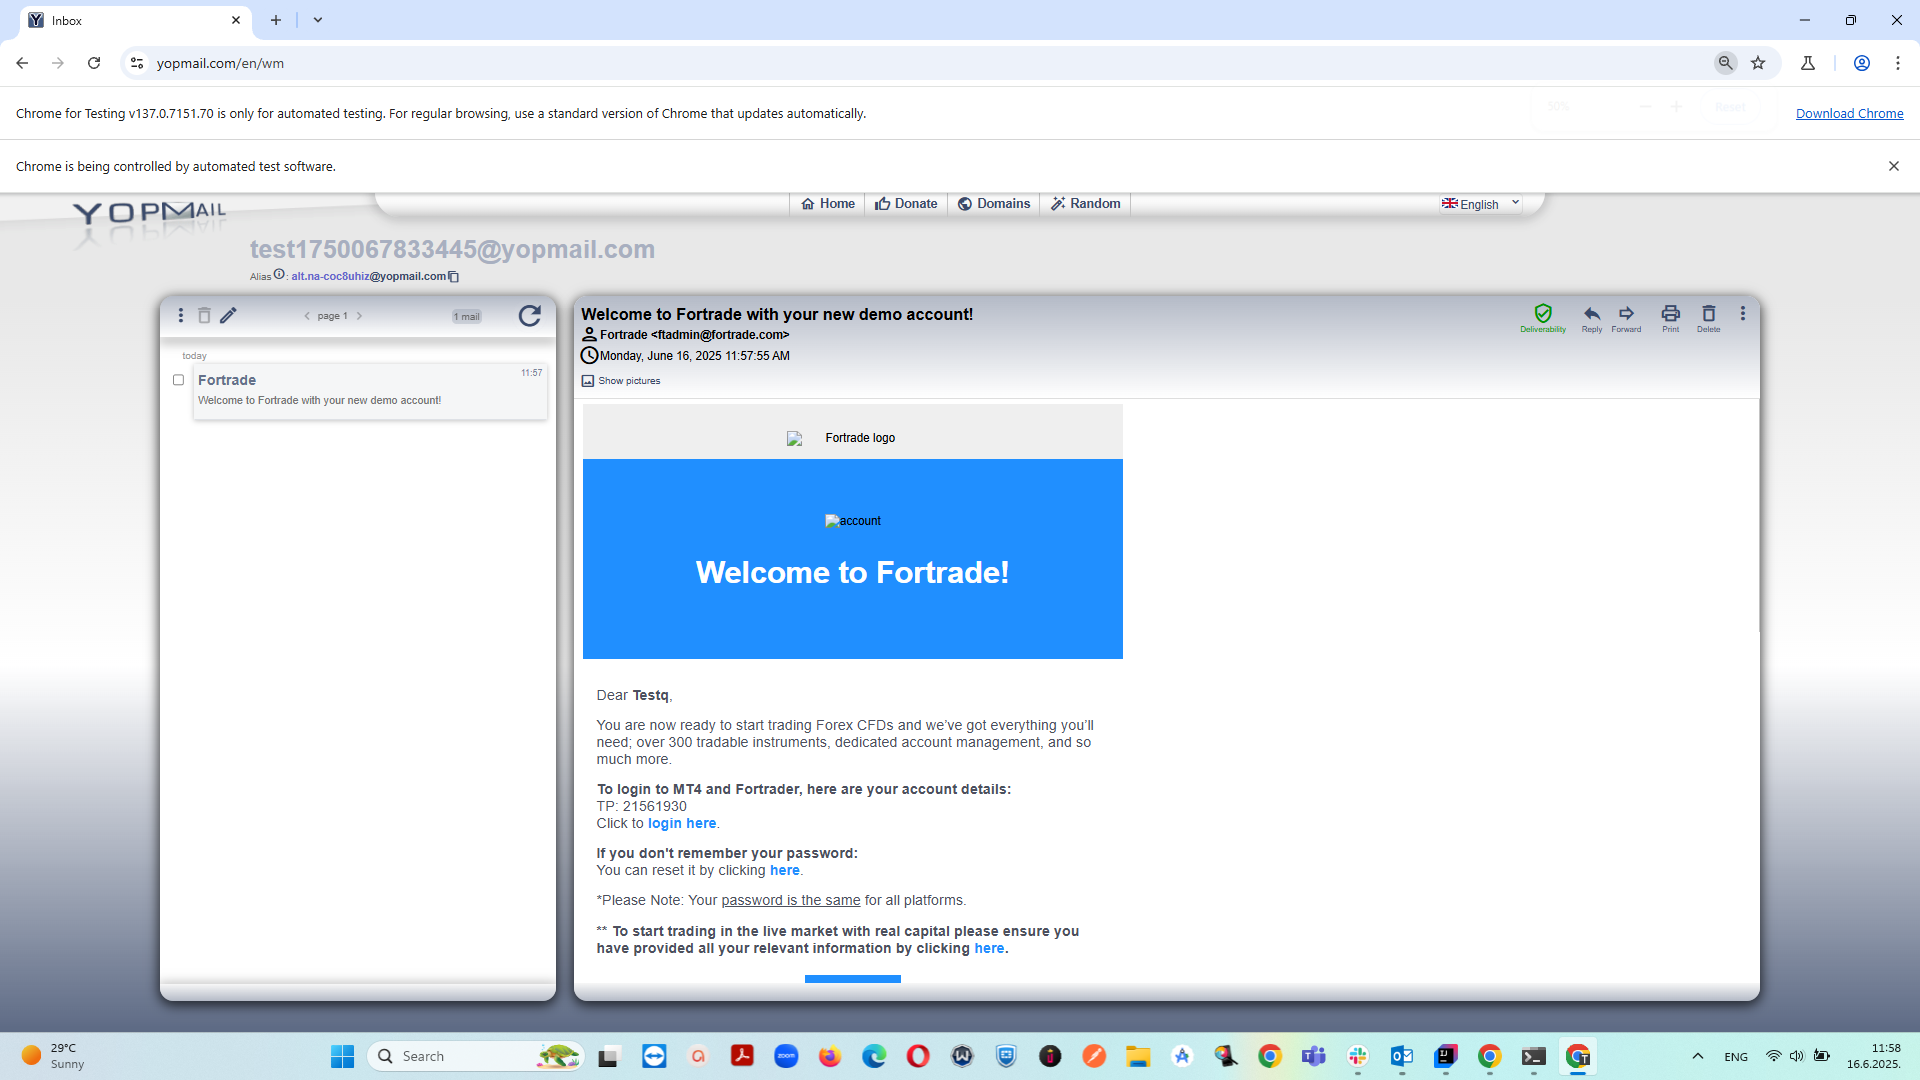 Inbox
yopmail.com/en/wm
Chrome for Testing v137.0.7151.70 is only for automated testing. For regular browsing, use a standard version of Chrome that updates automatically.
Download Chrome
Chrome is being controlled by automated test software.
YOPMAIL
Home
Donate
Domains
Random
English
test1750067833445@yopmail.com
Alias : alt.na-coc8uhiz@yopmail.com
page 1
1 mail
today
Fortrade
11:57
Welcome to Fortrade with your new demo account!
Welcome to Fortrade with your new demo account!
Fortrade <ftadmin@fortrade.com>
Monday, June 16, 2025 11:57:55 AM
Show pictures
Deliverability
Reply
Forward
Print
Delete
Fortrade logo
account
Welcome to Fortrade!
Dear Testq,
You are now ready to start trading Forex CFDs and we’ve got everything you’ll
need; over 300 tradable instruments, dedicated account management, and so
much more.
To login to MT4 and Fortrader, here are your account details:
TP: 21561930
Click to login here.
If you don't remember your password:
You can reset it by clicking here.
*Please Note: Your password is the same for all platforms.
** To start trading in the live market with real capital please ensure you
have provided all your relevant information by clicking here.
29°C
Sunny
Search
zoom
ENG
11:58
16.6.2025.